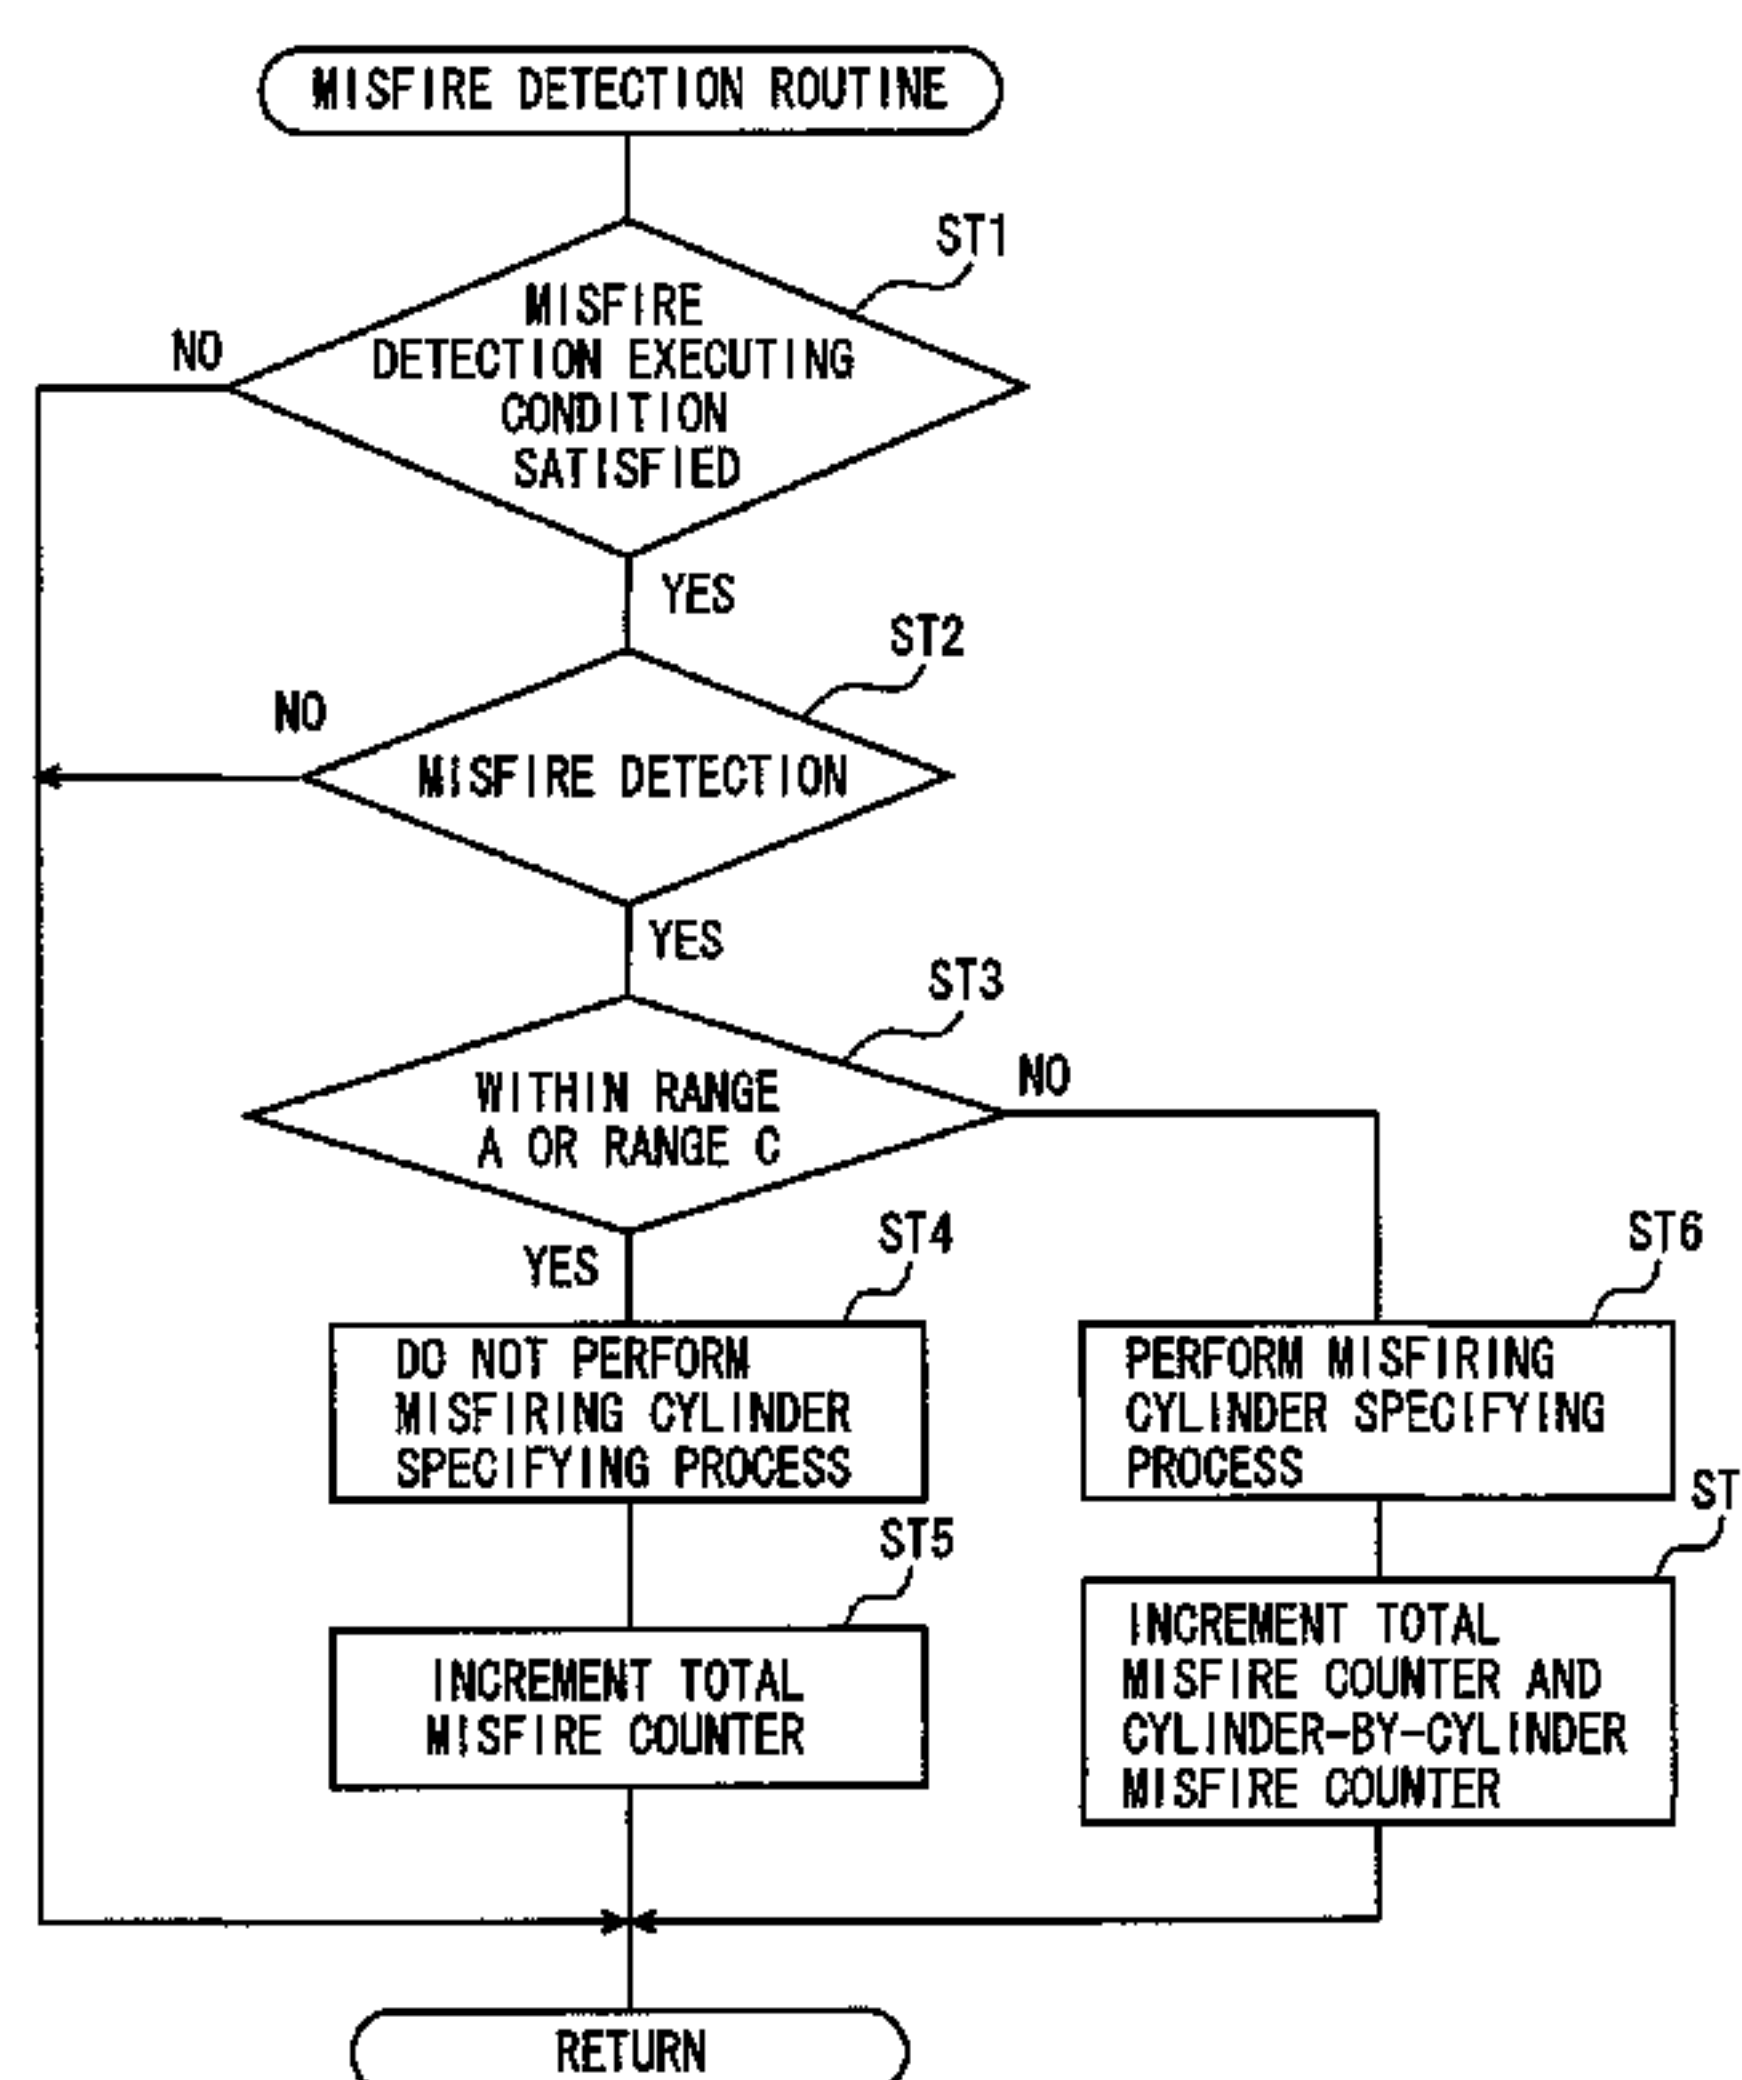 MISFIRE DETECTION ROUTINE
ST1
MISFIRE
DETECTION EXECUTING
CONDITION
SATISFIED
NO
YES
ST2
NO
MISFIRE DETECTION
YES
ST3
WITHIN RANGE
A OR RANGE C
NO
YES
ST4
DO NOT PERFORM
MISFIRING CYLINDER
SPECIFYING PROCESS
ST6
PERFORM MISFIRING
CYLINDER SPECIFYING
PROCESS
ST5
INCREMENT TOTAL
MISFIRE COUNTER
ST
INCREMENT TOTAL
MISFIRE COUNTER AND
CYLINDER-BY-CYLINDER
MISFIRE COUNTER
RETURN